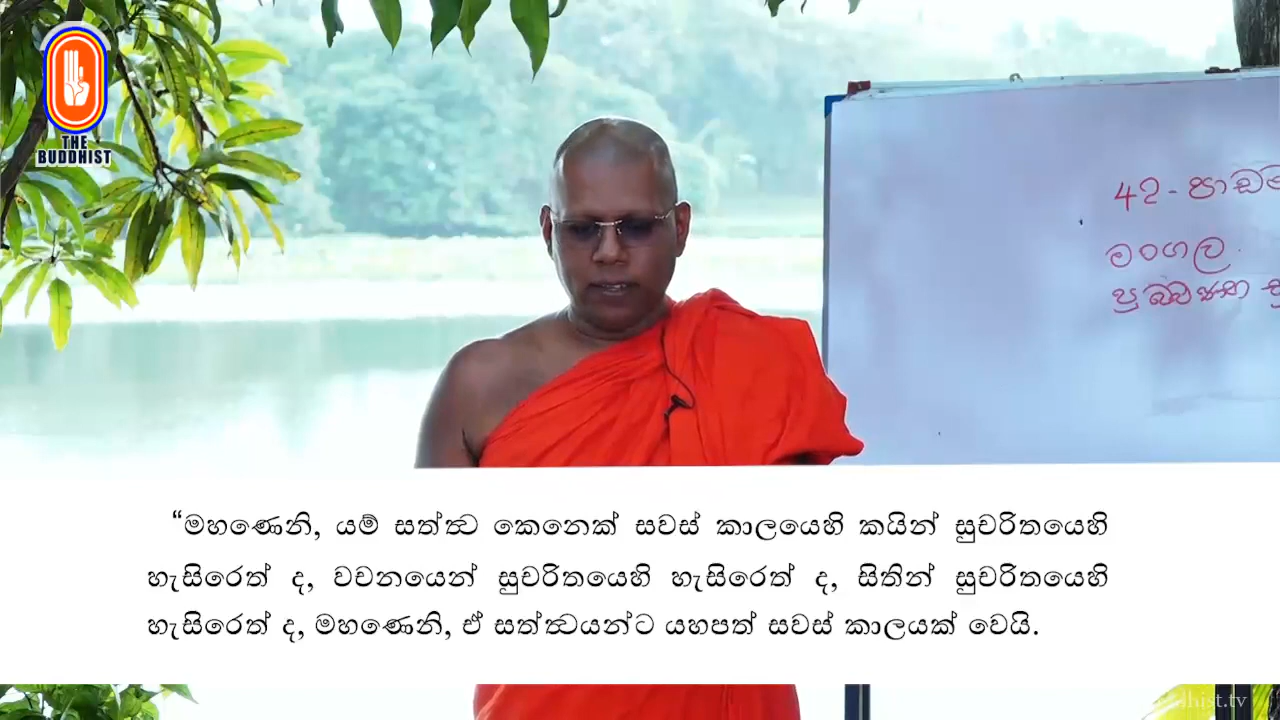 THE
BUDDHIST
42 - පාඩම
මංගල
“මහණෙනි, යම් සත්ත්‍ව කෙනෙක් සවස් කාලයෙහි කයින් සුචරිතයෙහි
හැසිරෙත් ද, වචනයෙන් සුචරිතයෙහි හැසිරෙත් ද, සිතින් සුචරිතයෙහි
හැසිරෙත් ද, මහණෙනි, ඒ සත්ත්‍වයන්ට යහපත් සවස් කාලයක් වෙයි.